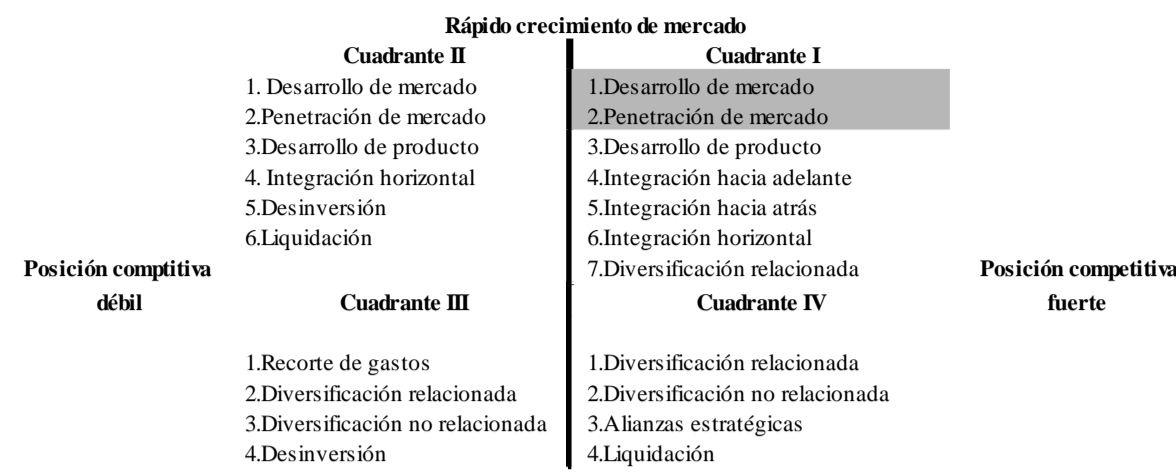 Rápido crecimiento de mercado
Cuadrante II
Cuadrante I
1. Desarrollo de mercado
1.Desarrollo de mercado
2.Penetración de mercado
2.Penetración de mercado
3.Desarrollo de producto
3.Desarrollo de producto
4. Integración horizontal
4.Integración hacia adelante
5.Desinversión
5.Integración hacia atrás
6.Liquidación
6.Integración horizontal
Posición comptitiva
7.Diversificación relacionada
Posición competitiva
débil
Cuadrante III
Cuadrante IV
fuerte
1.Recorte de gastos
1.Diversificación relacionada
2.Diversificación relacionada
2.Diversificación no relacionada
3.Diversificación no relacionada
3.Alianzas estratégicas
4.Desinversión
4.Liquidación